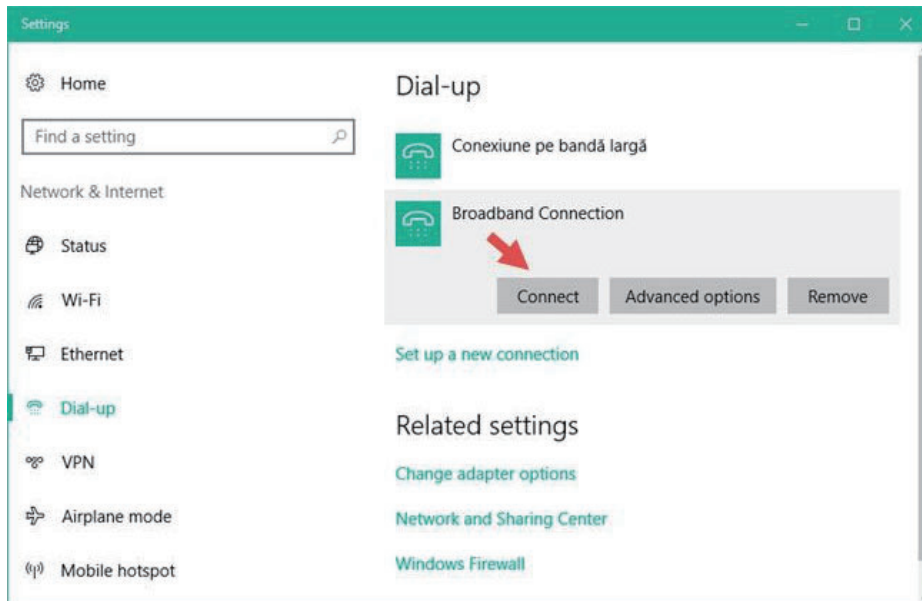 Settings
Home
Find a setting
Network & Internet
Status
Wi-Fi
Ethernet
Dial-up
VPN
Airplane mode
Mobile hotspot
Dial-up
Conexiune pe bandă largă
Broadband Connection
Connect Advanced options Remove
Set up a new connection
Related settings
Change adapter options
Network and Sharing Center
Windows Firewall